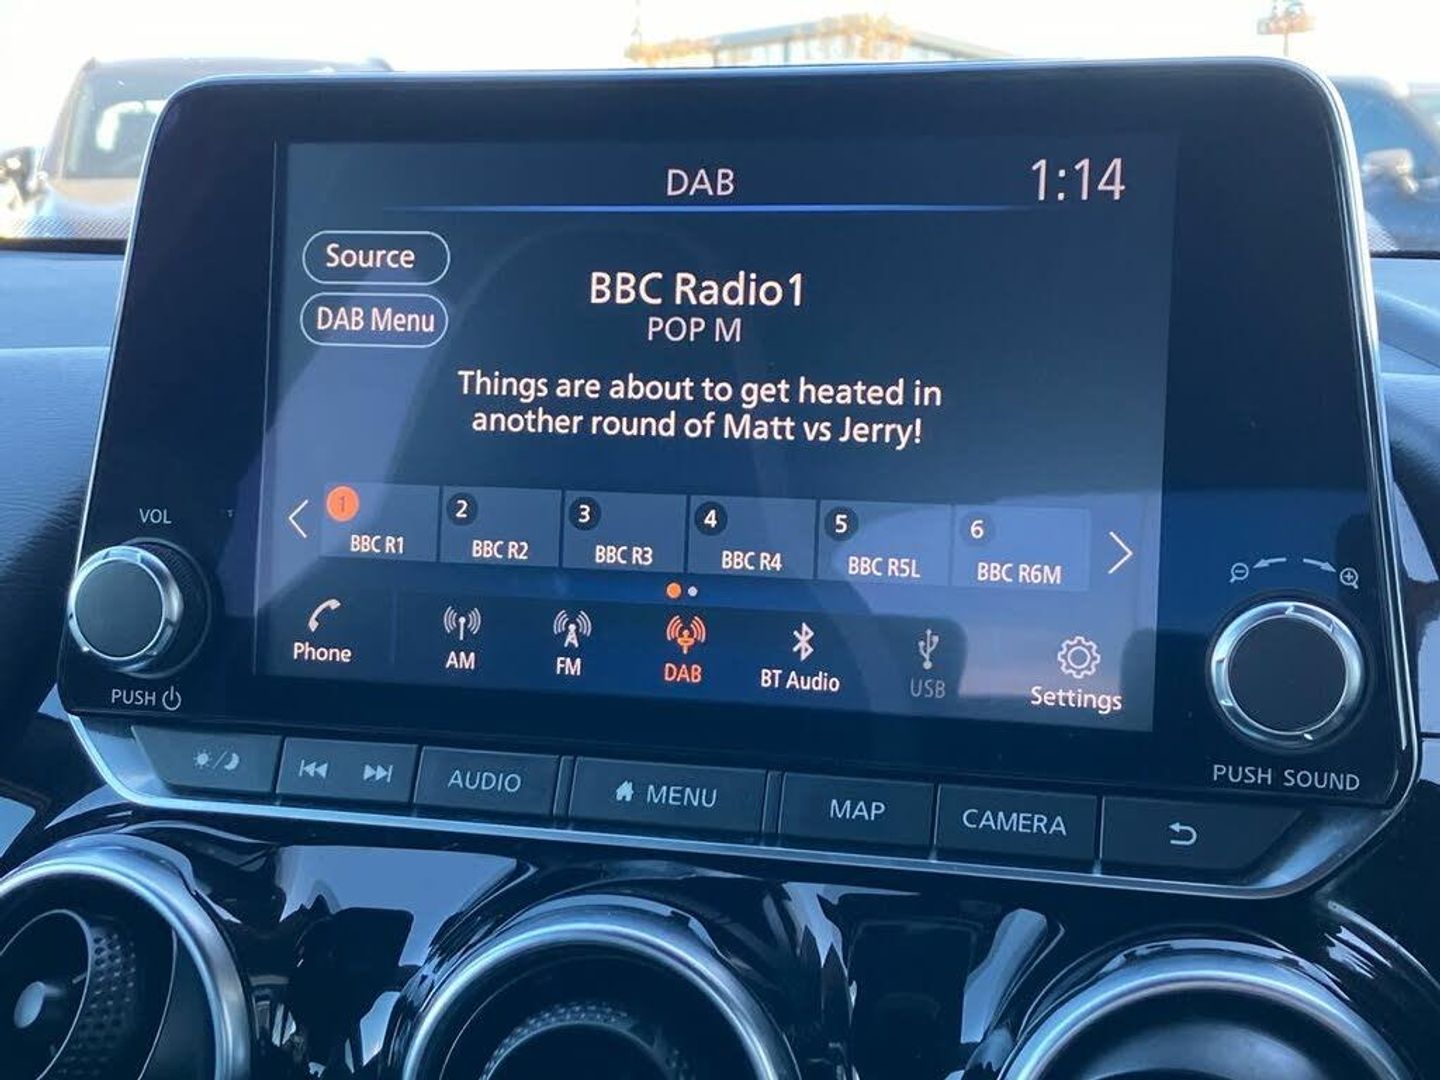 DAB
1:14
Source
BBC Radio1
DAB Menu
POP M
Things are about to get heated in
another round of Matt vs Jerry!
1
2
3
4
5
6
BBC R1
BBC R2
BBC R3
BBC R4
BBC R5L
BBC R6M
VOL
Phone
AM
FM
DAB
BT Audio
USB
Settings
PUSH
PUSH SOUND
AUDIO
MENU
MAP
CAMERA